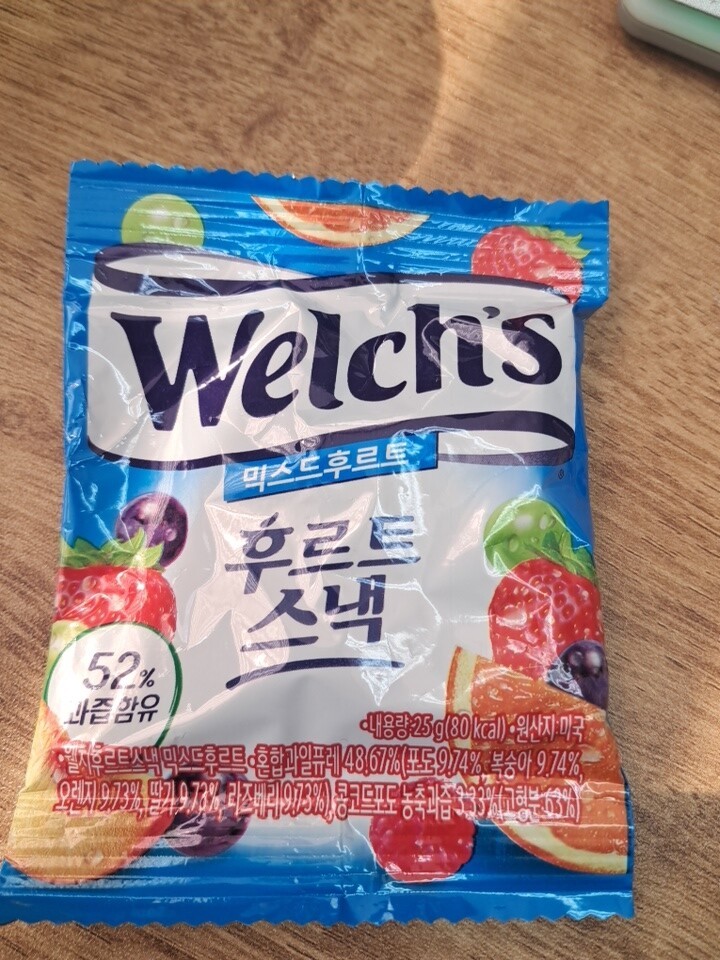 Welch's
믹스드후르트
후르트
스낵
52%
과즙함유
•내용량 25 g (80 kcal) •원산지 미국
•웰치후르트스낵 믹스드후르트 •혼합과일퓨레 48.67%(포도 9.74%, 복숭아 9.74%,
오렌지 9.73%, 딸기 9.73%, 라즈베리 9.73%), 콩코드포도 농축과즙 3.33%(고형분 63%)